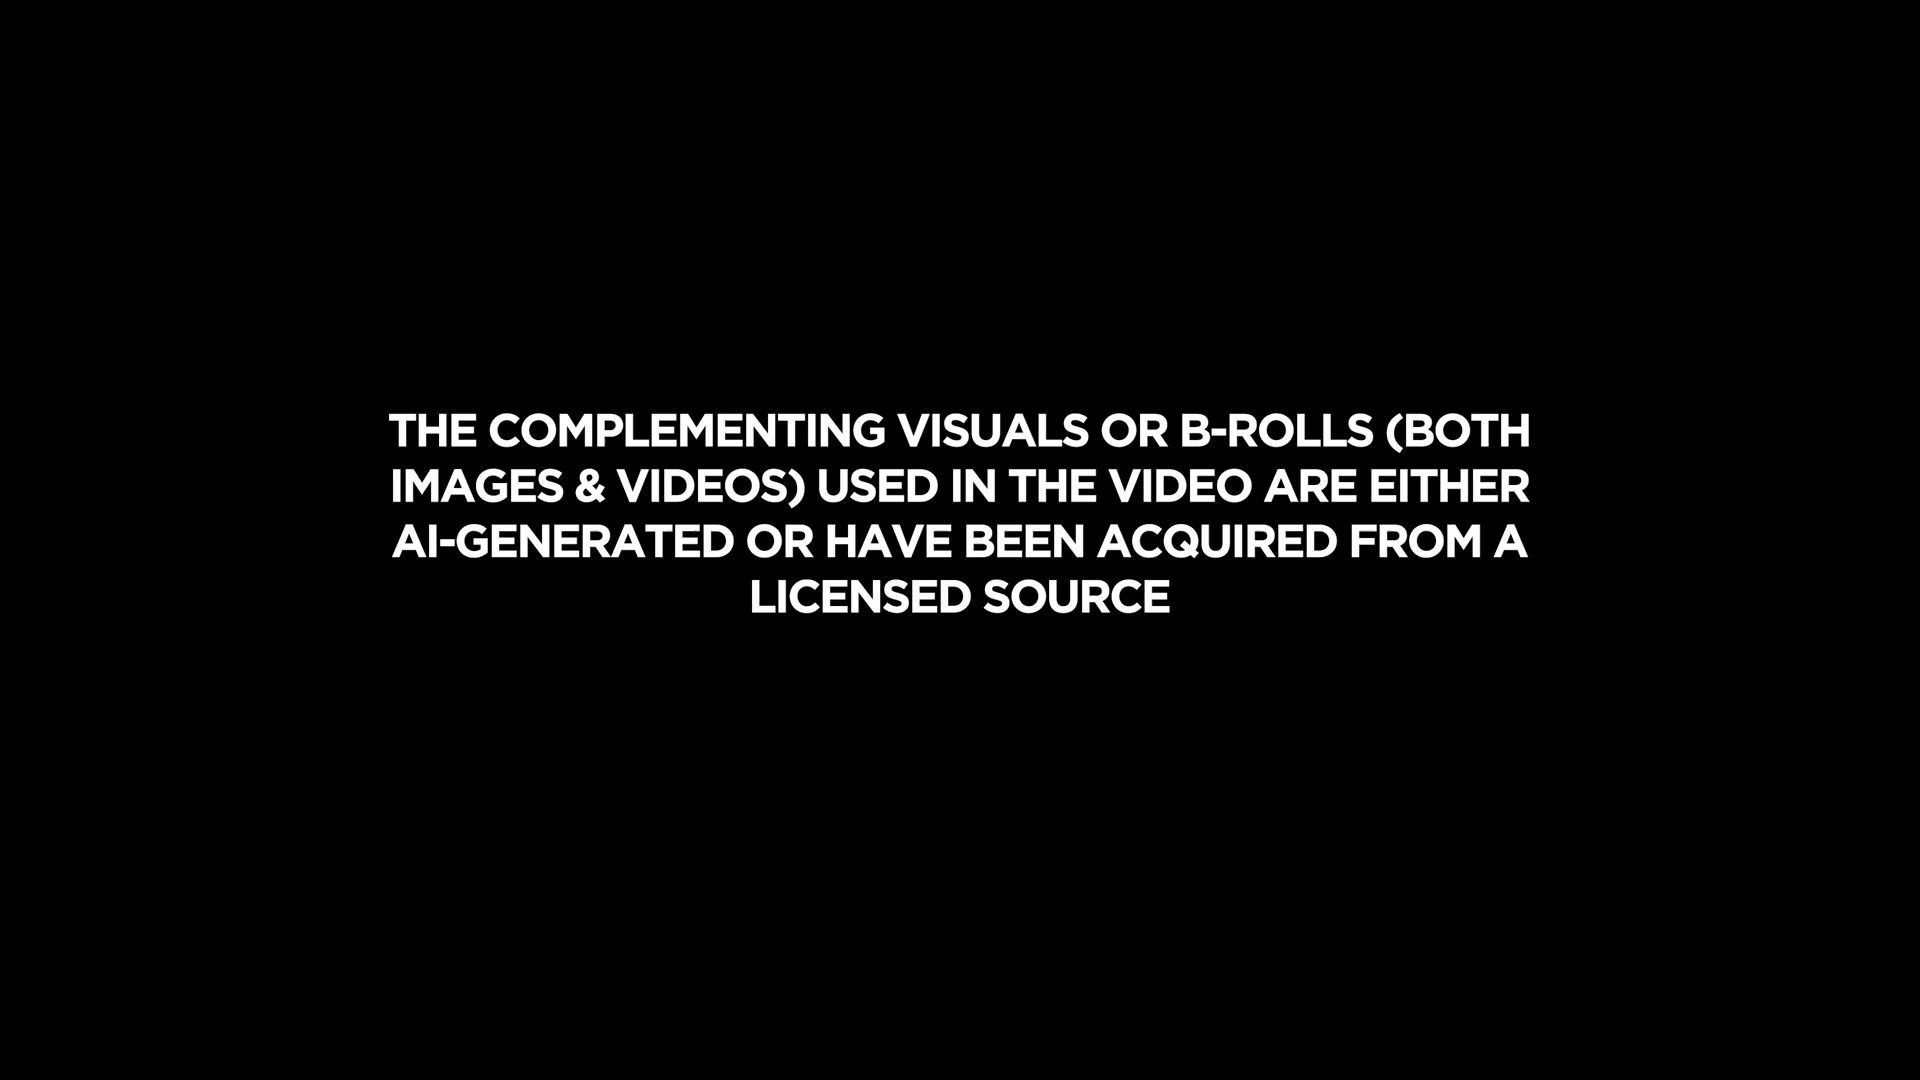 THE COMPLEMENTING VISUALS OR B-ROLLS (BOTH
IMAGES & VIDEOS) USED IN THE VIDEO ARE EITHER
AI-GENERATED OR HAVE BEEN ACQUIRED FROM A
LICENSED SOURCE